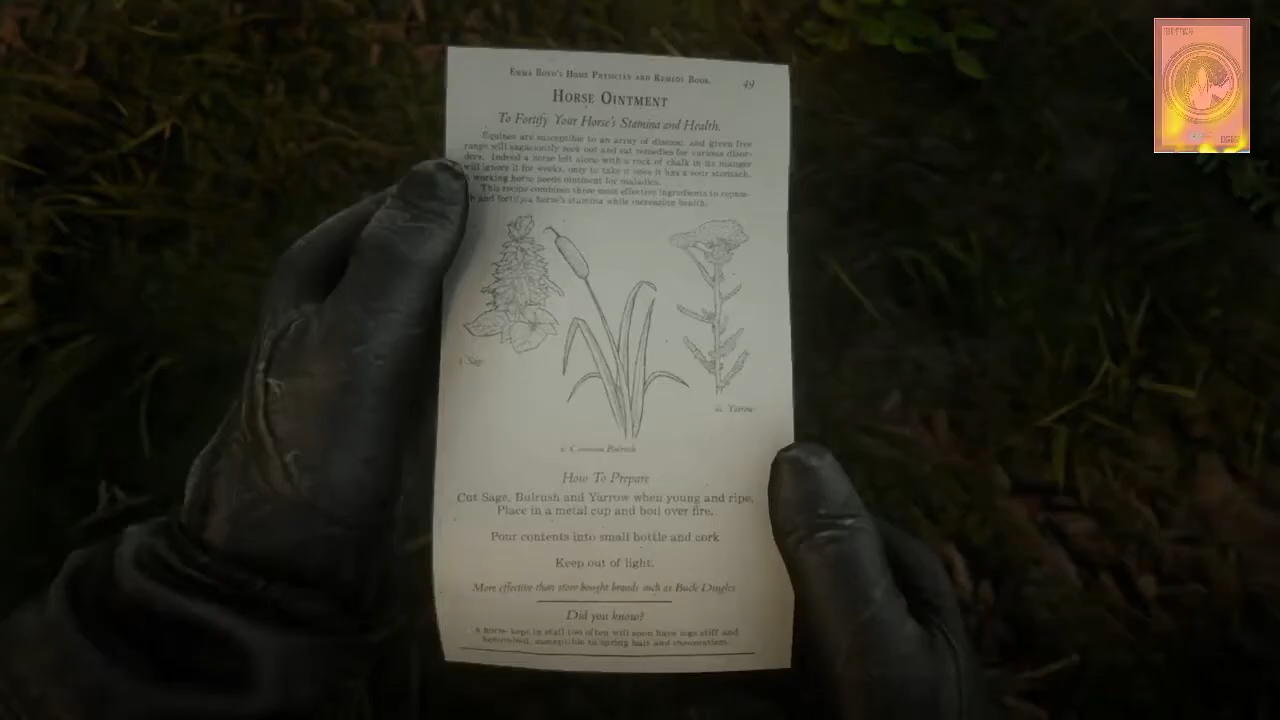 Emma Boyd's Home Physician and Remedy Book.
49
Horse Ointment
To Fortify Your Horse's Stamina and Health.
Equines are susceptible to an array of disease, and given free
range will sagaciously seek out and eat remedies for various disor-
ders. Indeed a horse left alone with a rock of chalk in its manger
will ignore it for weeks, only to take it once it has a sour stomach.
working horse needs ointment for maladies.
This recipe combines three most effective ingredients to replen-
and fortify a horse's stamina while increasing health.
Sage
Common Bulrush
iii. Yarrow
How To Prepare
Cut Sage, Bulrush and Yarrow when young and ripe,
Place in a metal cup and boil over fire.
Pour contents into small bottle and cork
Keep out of light.
More effective than store bought brands such as Buck Dingles
Did you know?
A horse kept in stall too often will soon have legs stiff and
benumbed, susceptible to spring halt and rheumatism.